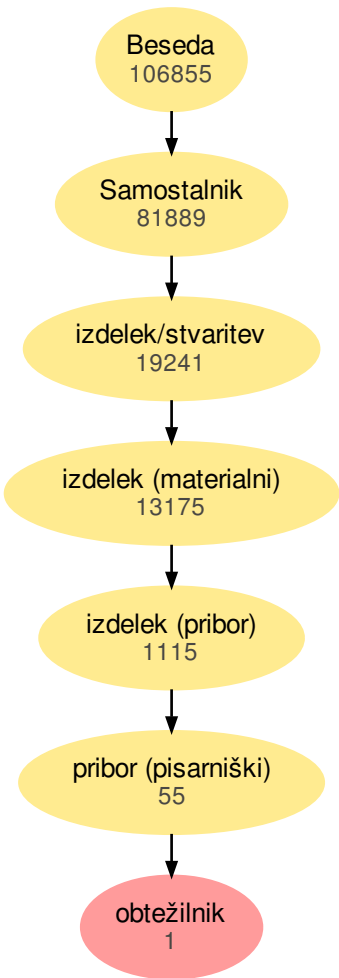 Beseda
106855
Samostalnik
81889
izdelek/stvaritev
19241
izdelek (materialni)
13175
izdelek (pribor)
1115
pribor (pisarniški)
55
obtežilnik
1